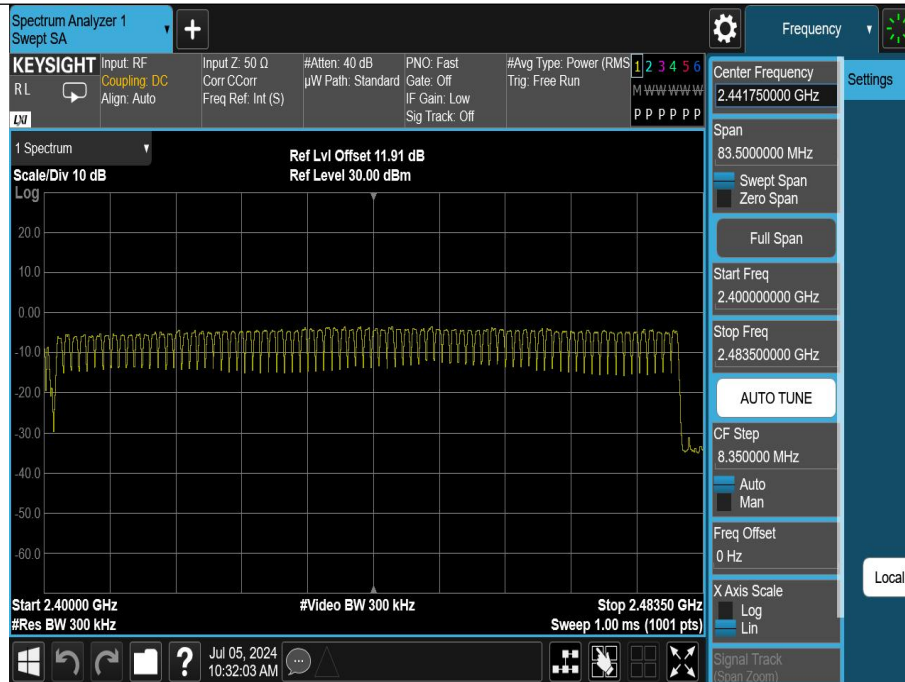 Spectrum Analyzer 1
Swept SA
+
Frequency
KEYSIGHT
RL
LXI
Input: RF
Coupling: DC
Align: Auto
Input Z: 50 Ω
Corr CCorr
Freq Ref: Int (S)
#Atten: 40 dB
µW Path: Standard
PNO: Fast
Gate: Off
IF Gain: Low
Sig Track: Off
#Avg Type: Power (RMS
Trig: Free Run
1 2 3 4 5 6
M W W W W W
P P P P P P
Center Frequency
2.441750000 GHz
Settings
Span
83.5000000 MHz
Swept Span
Zero Span
Full Span
Start Freq
2.400000000 GHz
Stop Freq
2.483500000 GHz
AUTO TUNE
CF Step
8.350000 MHz
Auto
Man
Freq Offset
0 Hz
X Axis Scale
Log
Lin
Signal Track
(Span Zoom)
Local
1 Spectrum
Scale/Div 10 dB
Ref Lvl Offset 11.91 dB
Ref Level 30.00 dBm
Log
20.0
10.0
0.00
-10.0
-20.0
-30.0
-40.0
-50.0
-60.0
Start 2.40000 GHz
#Video BW 300 kHz
Stop 2.48350 GHz
#Res BW 300 kHz
Sweep 1.00 ms (1001 pts)
?
Jul 05, 2024
10:32:03 AM